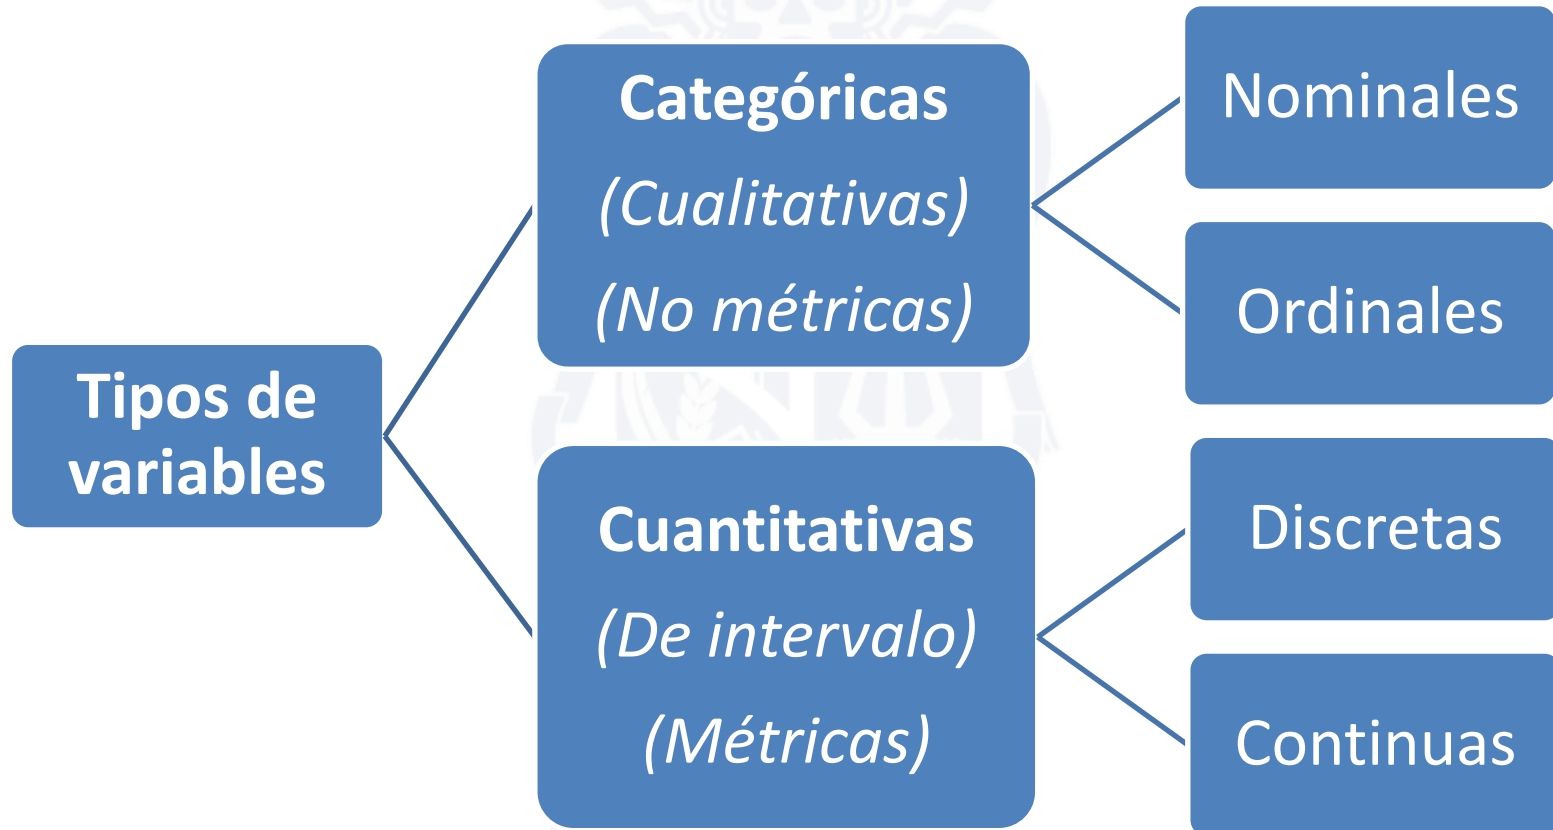 Tipos de
variables
Categóricas
(Cualitativas)
(No métricas)
Nominales
Ordinales
Cuantitativas
(De intervalo)
(Métricas)
Discretas
Continuas